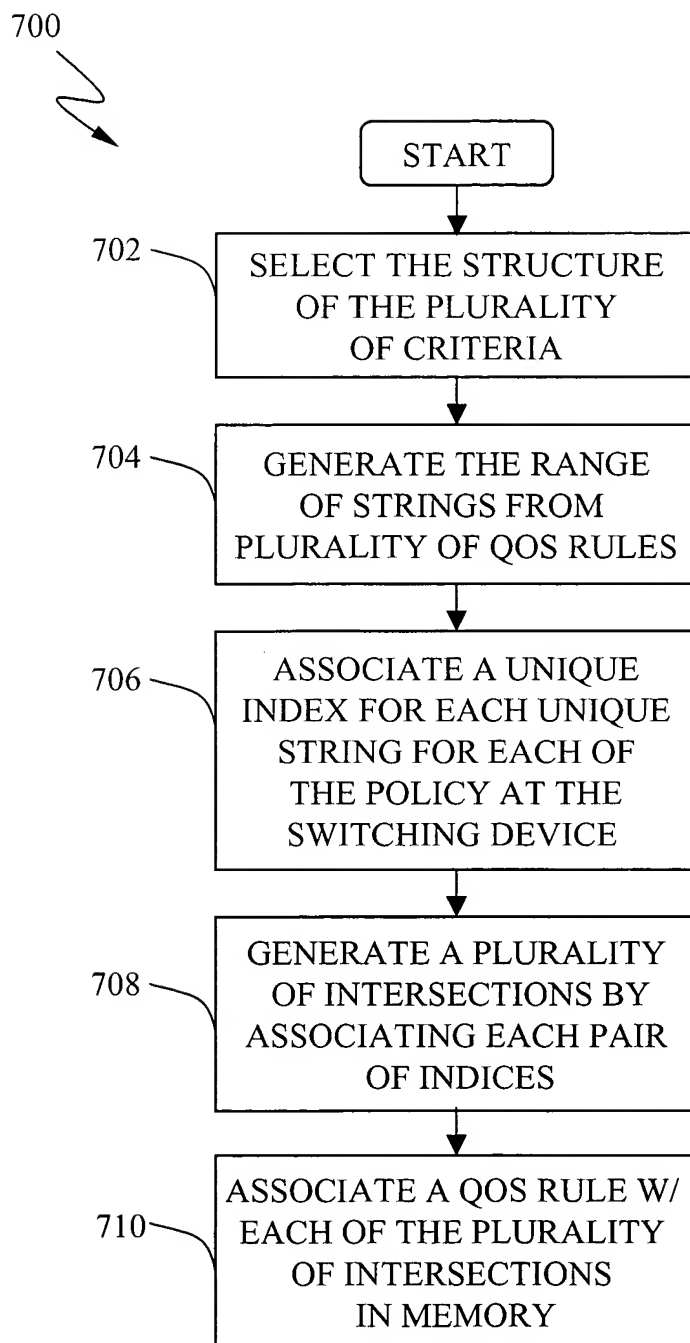 700
START
702
SELECT THE STRUCTURE
OF THE PLURALITY
OF CRITERIA
704
GENERATE THE RANGE
OF STRINGS FROM
PLURALITY OF QOS RULES
706
ASSOCIATE A UNIQUE
INDEX FOR EACH UNIQUE
STRING FOR EACH OF
THE POLICY AT THE
SWITCHING DEVICE
708
GENERATE A PLURALITY
OF INTERSECTIONS BY
ASSOCIATING EACH PAIR
OF INDICES
710
ASSOCIATE A QOS RULE W/
EACH OF THE PLURALITY
OF INTERSECTIONS
IN MEMORY